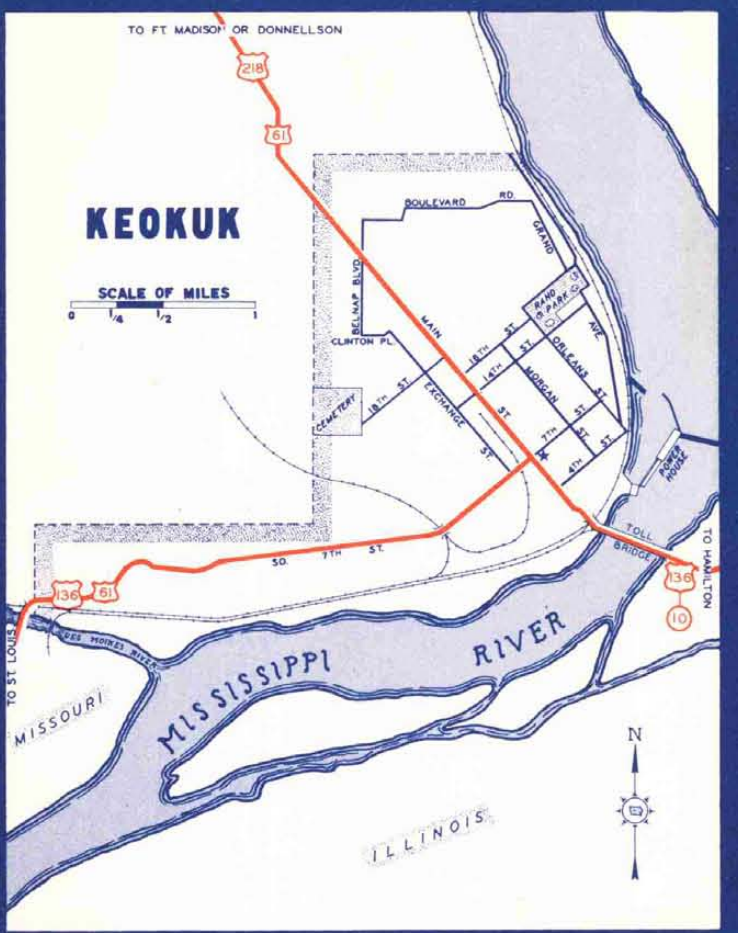 TO FT. MADISON OR DONNELLSON
218
61
KEOKUK
SCALE OF MILES
0 1/4 1/2 1
BOULEVARD RD.
GRAND
AVE.
BELNAP BLVD.
RAND
PARK
MAIN
ST.
CLINTON PL.
18TH ST.
16TH ST.
14TH ST.
ORLEANS ST.
MORGAN ST.
EXCHANGE ST.
CEMETERY
7TH ST.
4TH ST.
POWER
HOUSE
SO. 7TH ST.
TOLL
BRIDGE
TO HAMILTON
136
10
136 61
TO ST. LOUIS
DES MOINES RIVER
MISSISSIPPI RIVER
MISSOURI
ILLINOIS
N